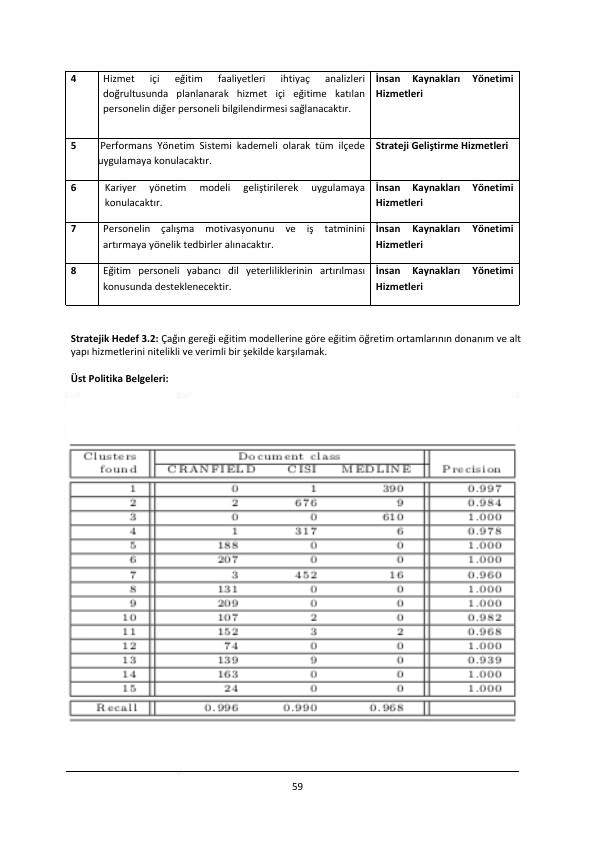 4 Hizmet içi eğitim faaliyetleri ihtiyaç analizleri İnsan Kaynakları Yönetimi
doğrultusunda planlanarak hizmet içi eğitime katılan Hizmetleri
personelin diğer personeli bilgilendirmesi sağlanacaktır.
5 Performans Yönetim Sistemi kademeli olarak tüm ilçede Strateji Geliştirme Hizmetleri
uygulamaya konulacaktır.
6 Kariyer yönetim modeli geliştirilerek uygulamaya İnsan Kaynakları Yönetimi
konulacaktır. Hizmetleri
7 Personelin çalışma motivasyonunu ve iş tatminini İnsan Kaynakları Yönetimi
artırmaya yönelik tedbirler alınacaktır. Hizmetleri
8 Eğitim personeli yabancı dil yeterliliklerinin artırılması İnsan Kaynakları Yönetimi
konusunda desteklenecektir. Hizmetleri
Stratejik Hedef 3.2: Çağın gereği eğitim modellerine göre eğitim öğretim ortamlarının donanım ve alt
yapı hizmetlerini nitelikli ve verimli bir şekilde karşılamak.
Üst Politika Belgeleri:
Clusters Document class
found CRANFIELD CISI MEDLINE Precision
1 0 1 390 0.997
2 2 676 9 0.984
3 0 0 610 1.000
4 1 317 6 0.978
5 188 0 0 1.000
6 207 0 0 1.000
7 3 452 16 0.960
8 131 0 0 1.000
9 209 0 0 1.000
10 107 2 0 0.982
11 152 3 2 0.968
12 74 0 0 1.000
13 139 9 0 0.939
14 163 0 0 1.000
15 24 0 0 1.000
Recall 0.996 0.990 0.968
59